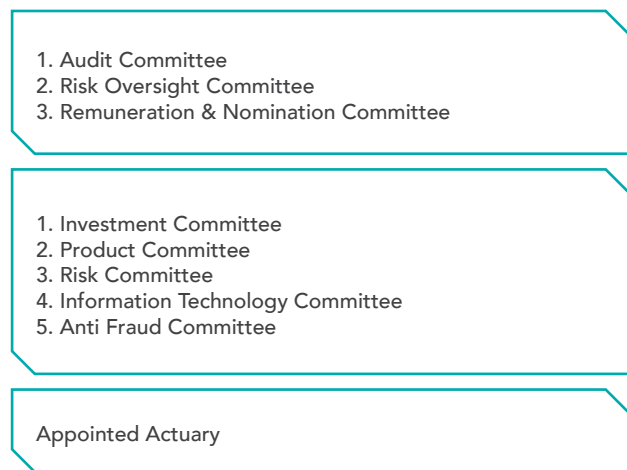 1. Audit Committee
2. Risk Oversight Committee
3. Remuneration & Nomination Committee
1. Investment Committee
2. Product Committee
3. Risk Committee
4. Information Technology Committee
5. Anti Fraud Committee
Appointed Actuary